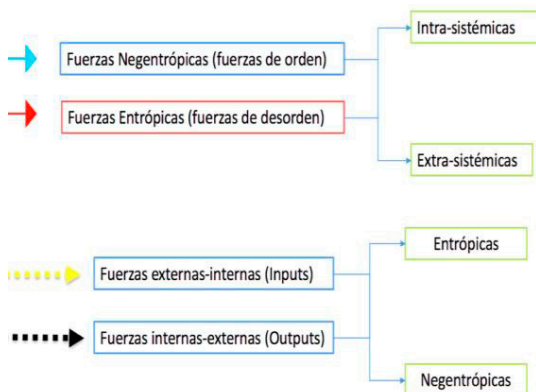 Intra-sistémicas
Fuerzas Negentrópicas (fuerzas de orden)
Fuerzas Entrópicas (fuerzas de desorden)
Extra-sistémicas
Entrópicas
Fuerzas externas-internas (Inputs)
Fuerzas internas-externas (Outputs)
Negentrópicas